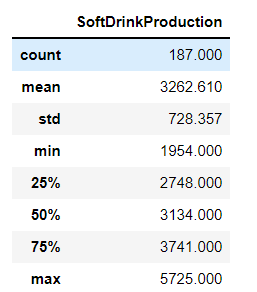 SoftDrinkProduction
count 187.000
mean 3262.610
std 728.357
min 1954.000
25% 2748.000
50% 3134.000
75% 3741.000
max 5725.000